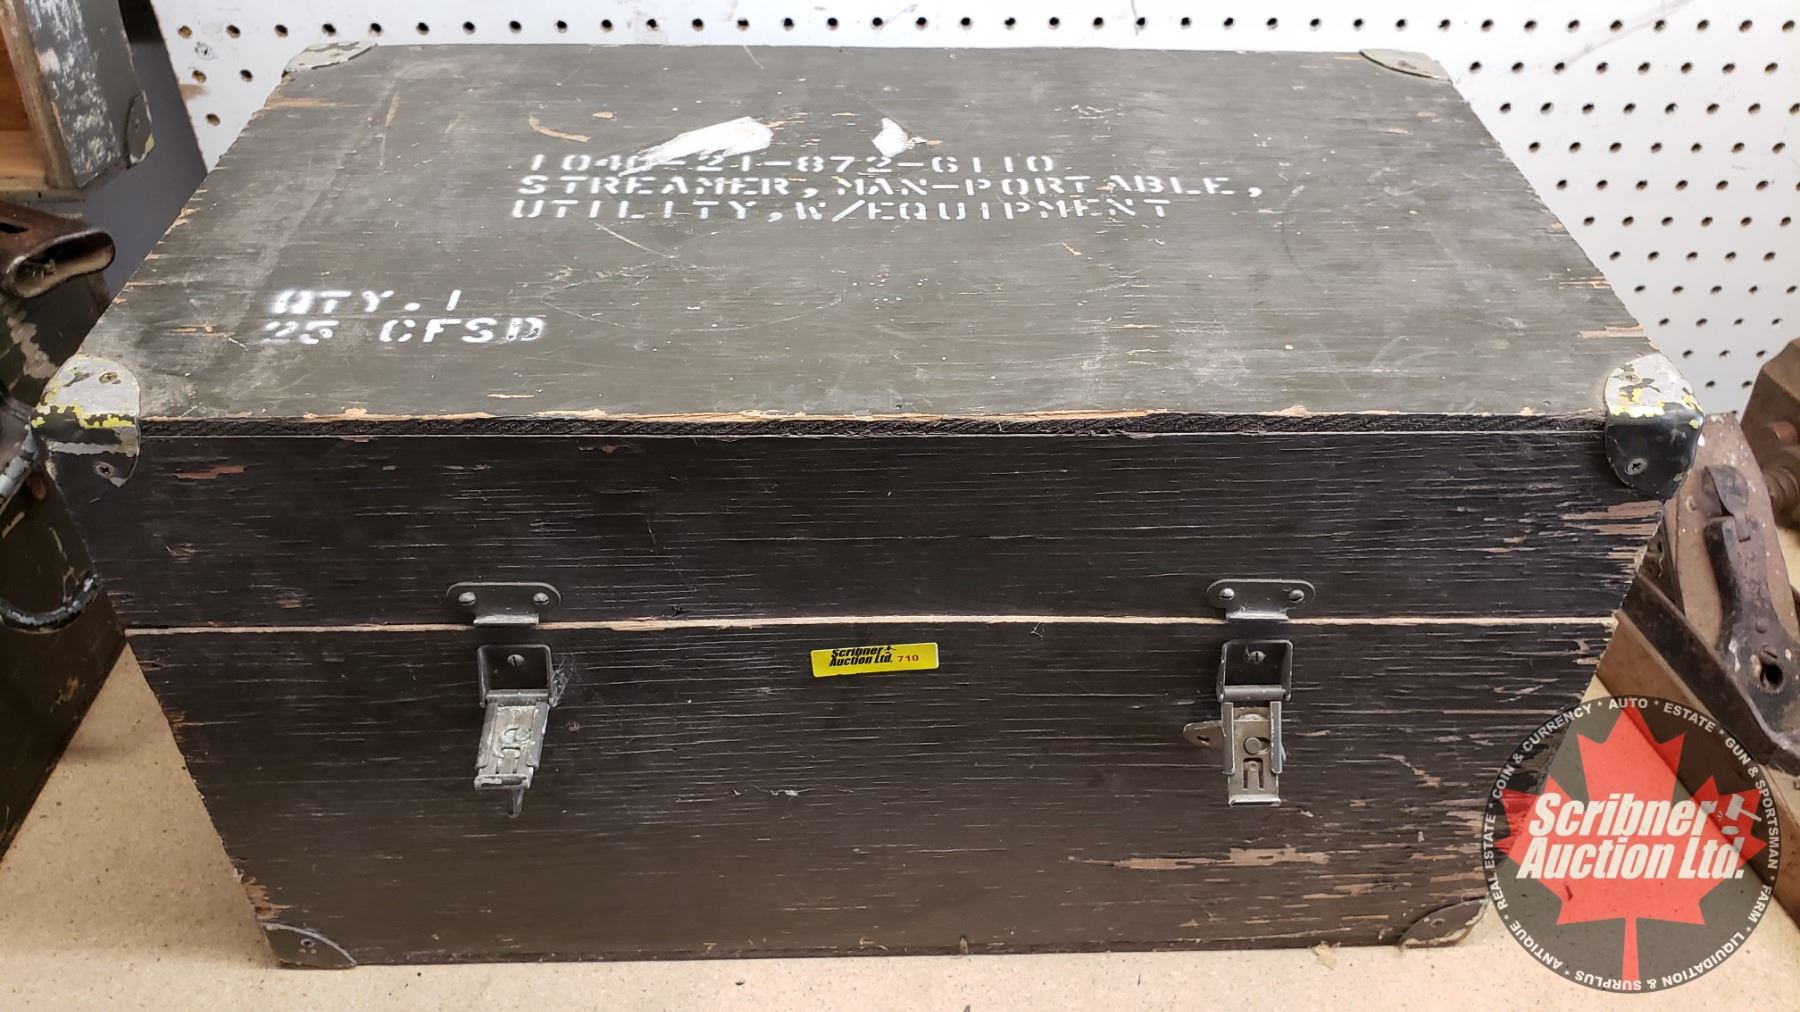 1040-21-872-6110
STREAMER, MAN-PORTABLE,
UTILITY, W/EQUIPMENT
QTY. 1
25 CFSD
Scribner
Auction Ltd. 710
Scribner
Auction Ltd.
ANTIQUE * REAL ESTATE * COIN & CURRENCY * AUTO * ESTATE * GUN & SPORTSMAN * FARM * LIQUIDATION & SURPLUS *